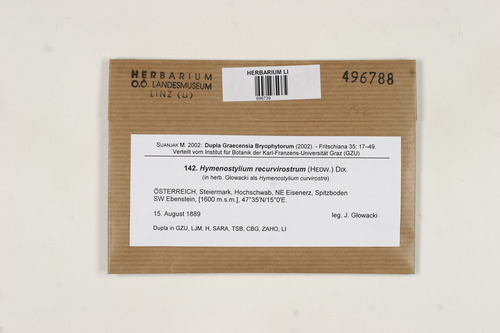 HERBARIUM
O.Ö. LANDESMUSEUM
LINZ (U)
HERBARIUM LI
496788
SUANJAK M. 2002: Dupla Graecensia Bryophytorum (2002). - Fritschiana 35: 17–49.
Verteilt vom Institut für Botanik der Karl-Franzens-Universität Graz (GZU)
142. Hymenostylium recurvirostrum (HEDW.) DIX.
(in herb. Glowacki als Hymenostylium curvirostre)
ÖSTERREICH, Steiermark, Hochschwab, NE Eisenerz, Spitzboden
SW Ebenstein, [1600 m.s.m.], 47°35'N/15°0'E.
15. August 1889
leg. J. Głowacki
Dupla in GZU, LJM, H, SARA, TSB, CBG, ZAHO, LI